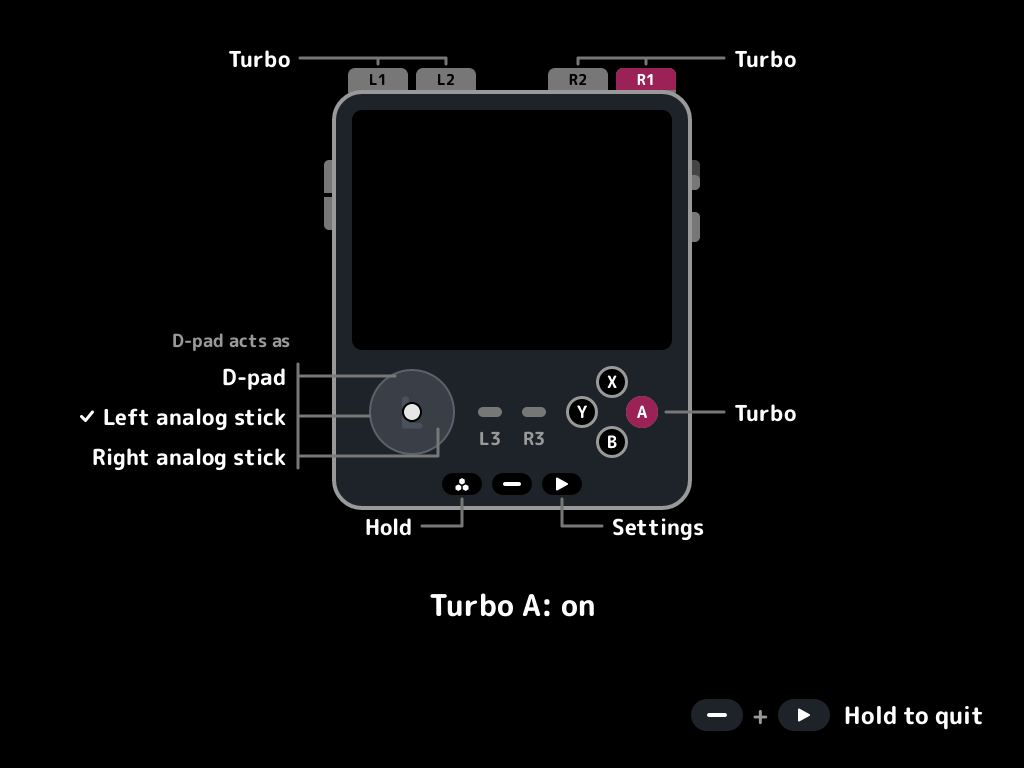 Turbo
Turbo
L1
L2
R2
R1
D-pad acts as
D-pad
Left analog stick
Right analog stick
L
L3
R3
X
Y
A
B
Turbo
Hold
Settings
Turbo A: on
+
Hold to quit